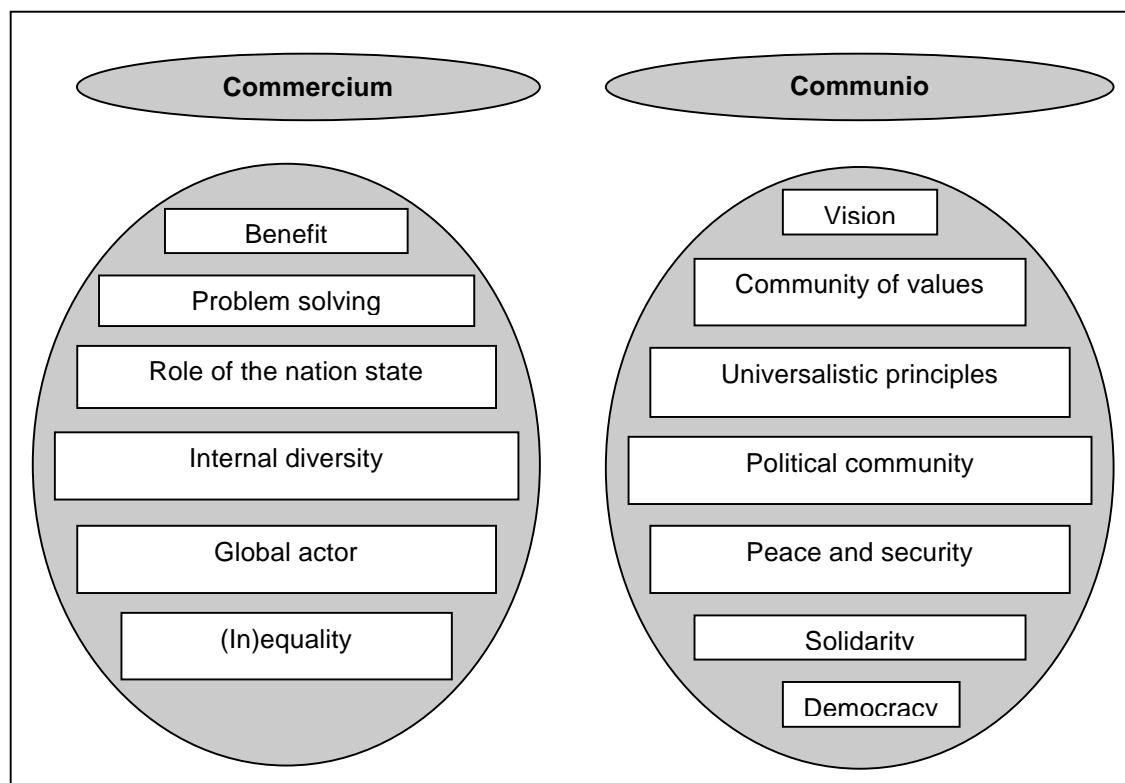 Commercium
Benefit
Problem solving
Role of the nation state
Internal diversity
Global actor
(In)equality
Communio
Vision
Community of values
Universalistic principles
Political community
Peace and security
Solidarity
Democracy